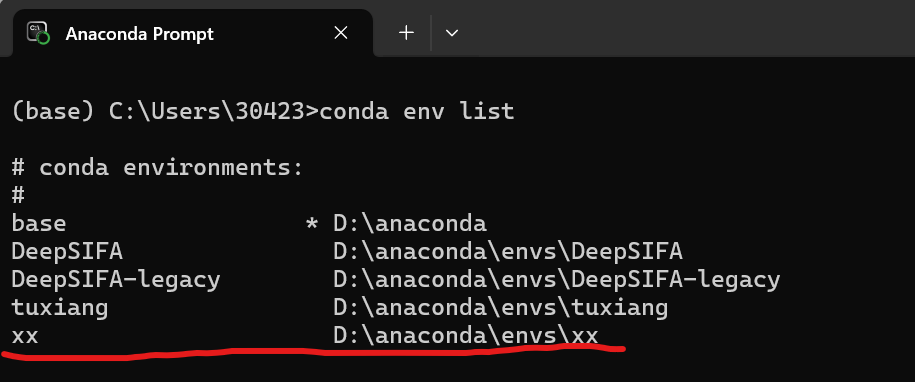 Anaconda Prompt
(base) C:\Users\30423>conda env list
# conda environments:
#
base                     * D:\anaconda
DeepSIFA                   D:\anaconda\envs\DeepSIFA
DeepSIFA-legacy            D:\anaconda\envs\DeepSIFA-legacy
tuxiang                    D:\anaconda\envs\tuxiang
xx                         D:\anaconda\envs\xx